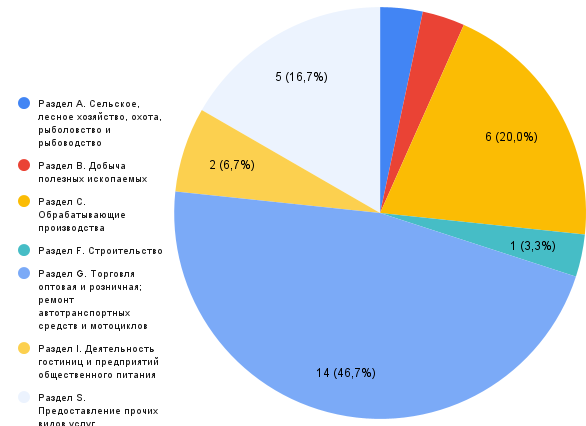 Раздел A. Сельское,
лесное хозяйство, охота,
рыболовство и
рыбоводство
Раздел B. Добыча
полезных ископаемых
Раздел C.
Обрабатывающие
производства
Раздел F. Строительство
Раздел G. Торговля
оптовая и розничная;
ремонт
автотранспортных
средств и мотоциклов
Раздел I. Деятельность
гостиниц и предприятий
общественного питания
Раздел S.
Предоставление прочих
видов услуг
5 (16,7%)
6 (20,0%)
2 (6,7%)
1 (3,3%)
14 (46,7%)